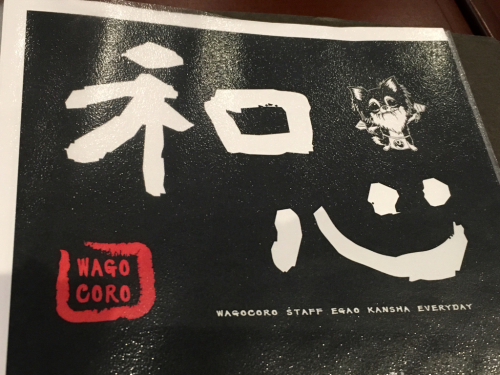 和
心
WAGO
CORO
WAGOCORO STAFF EGAO KANSHA EVERYDAY